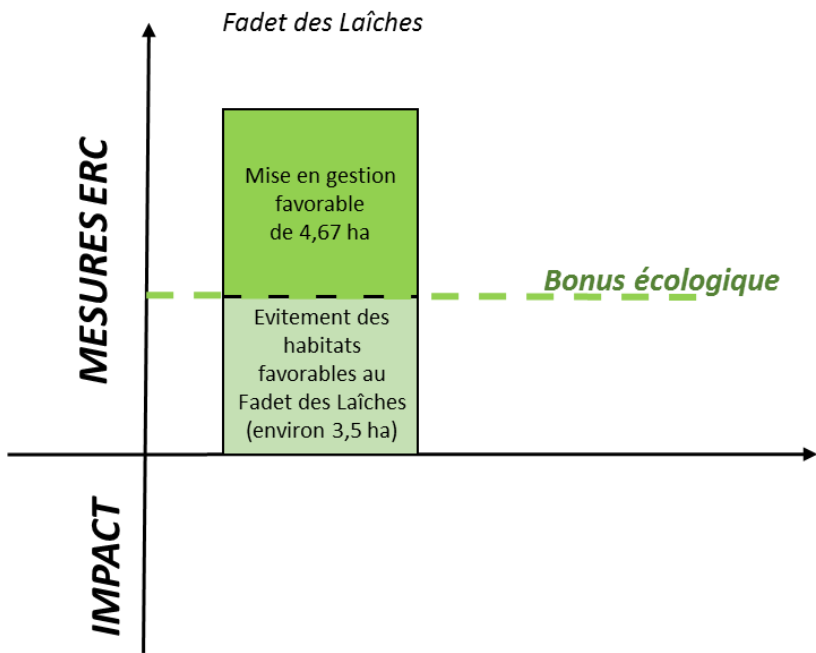 Fadet des Laîches
MESURES ERC
Mise en gestion
favorable
de 4,67 ha
Bonus écologique
Evitement des
habitats
favorables au
Fadet des Laîches
(environ 3,5 ha)
IMPACT